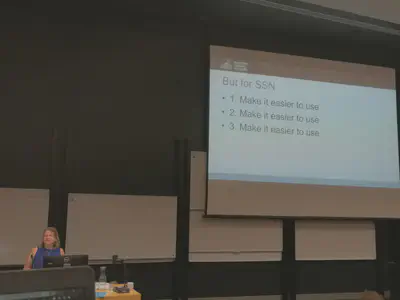 But for SSN
• 1. Make it easier to use
• 2. Make it easier to use
• 3. Make it easier to use